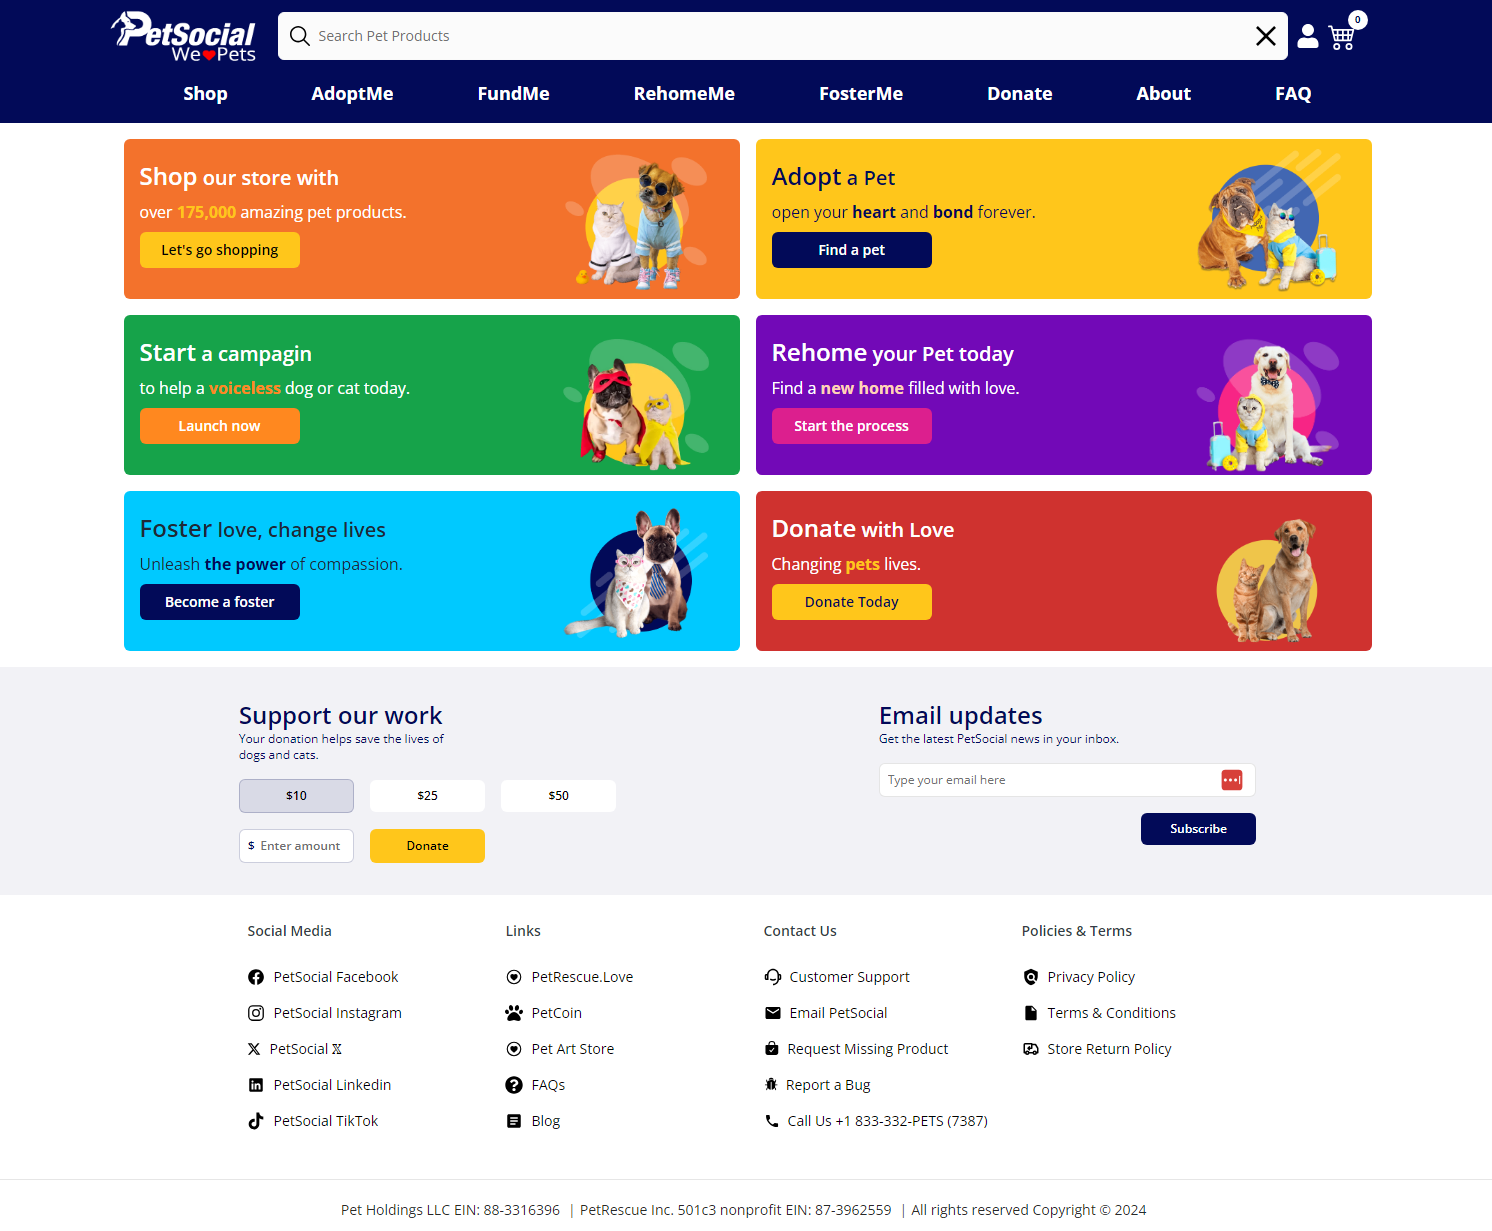 PetSocial
We Pets
Search Pet Products
0
Shop AdoptMe FundMe RehomeMe FosterMe Donate About FAQ
Shop our store with
over 175,000 amazing pet products.
Let's go shopping
Adopt a Pet
open your heart and bond forever.
Find a pet
Start a campagin
to help a voiceless dog or cat today.
Launch now
Rehome your Pet today
Find a new home filled with love.
Start the process
Foster love, change lives
Unleash the power of compassion.
Become a foster
Donate with Love
Changing pets lives.
Donate Today
Support our work
Your donation helps save the lives of
dogs and cats.
$10 $25 $50
$ Enter amount Donate
Email updates
Get the latest PetSocial news in your inbox.
Type your email here
Subscribe
Social Media
PetSocial Facebook
PetSocial Instagram
PetSocial 𝕏
PetSocial Linkedin
PetSocial TikTok
Links
PetRescue.Love
PetCoin
Pet Art Store
FAQs
Blog
Contact Us
Customer Support
Email PetSocial
Request Missing Product
Report a Bug
Call Us +1 833-332-PETS (7387)
Policies & Terms
Privacy Policy
Terms & Conditions
Store Return Policy
Pet Holdings LLC EIN: 88-3316396 | PetRescue Inc. 501c3 nonprofit EIN: 87-3962559 | All rights reserved Copyright © 2024